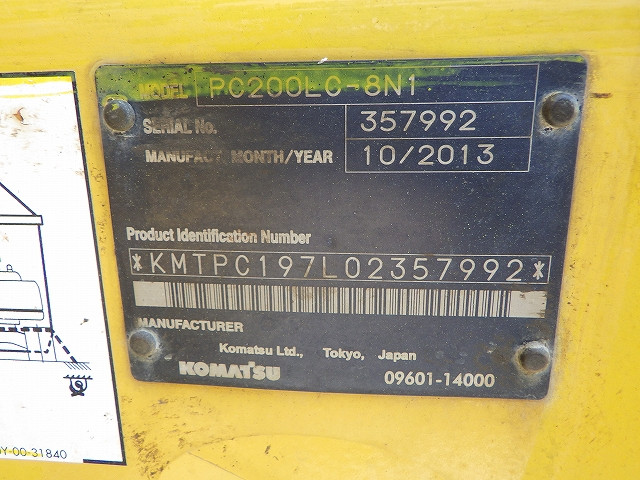 MODEL PC200LC-8N1
SERIAL No. 357992
MANUFACT. MONTH/YEAR 10/2013
Product Identification Number
*KMTPC197L02357992*
MANUFACTURER
Komatsu Ltd., Tokyo, Japan
KOMATSU
09601-14000
Y-00-31840